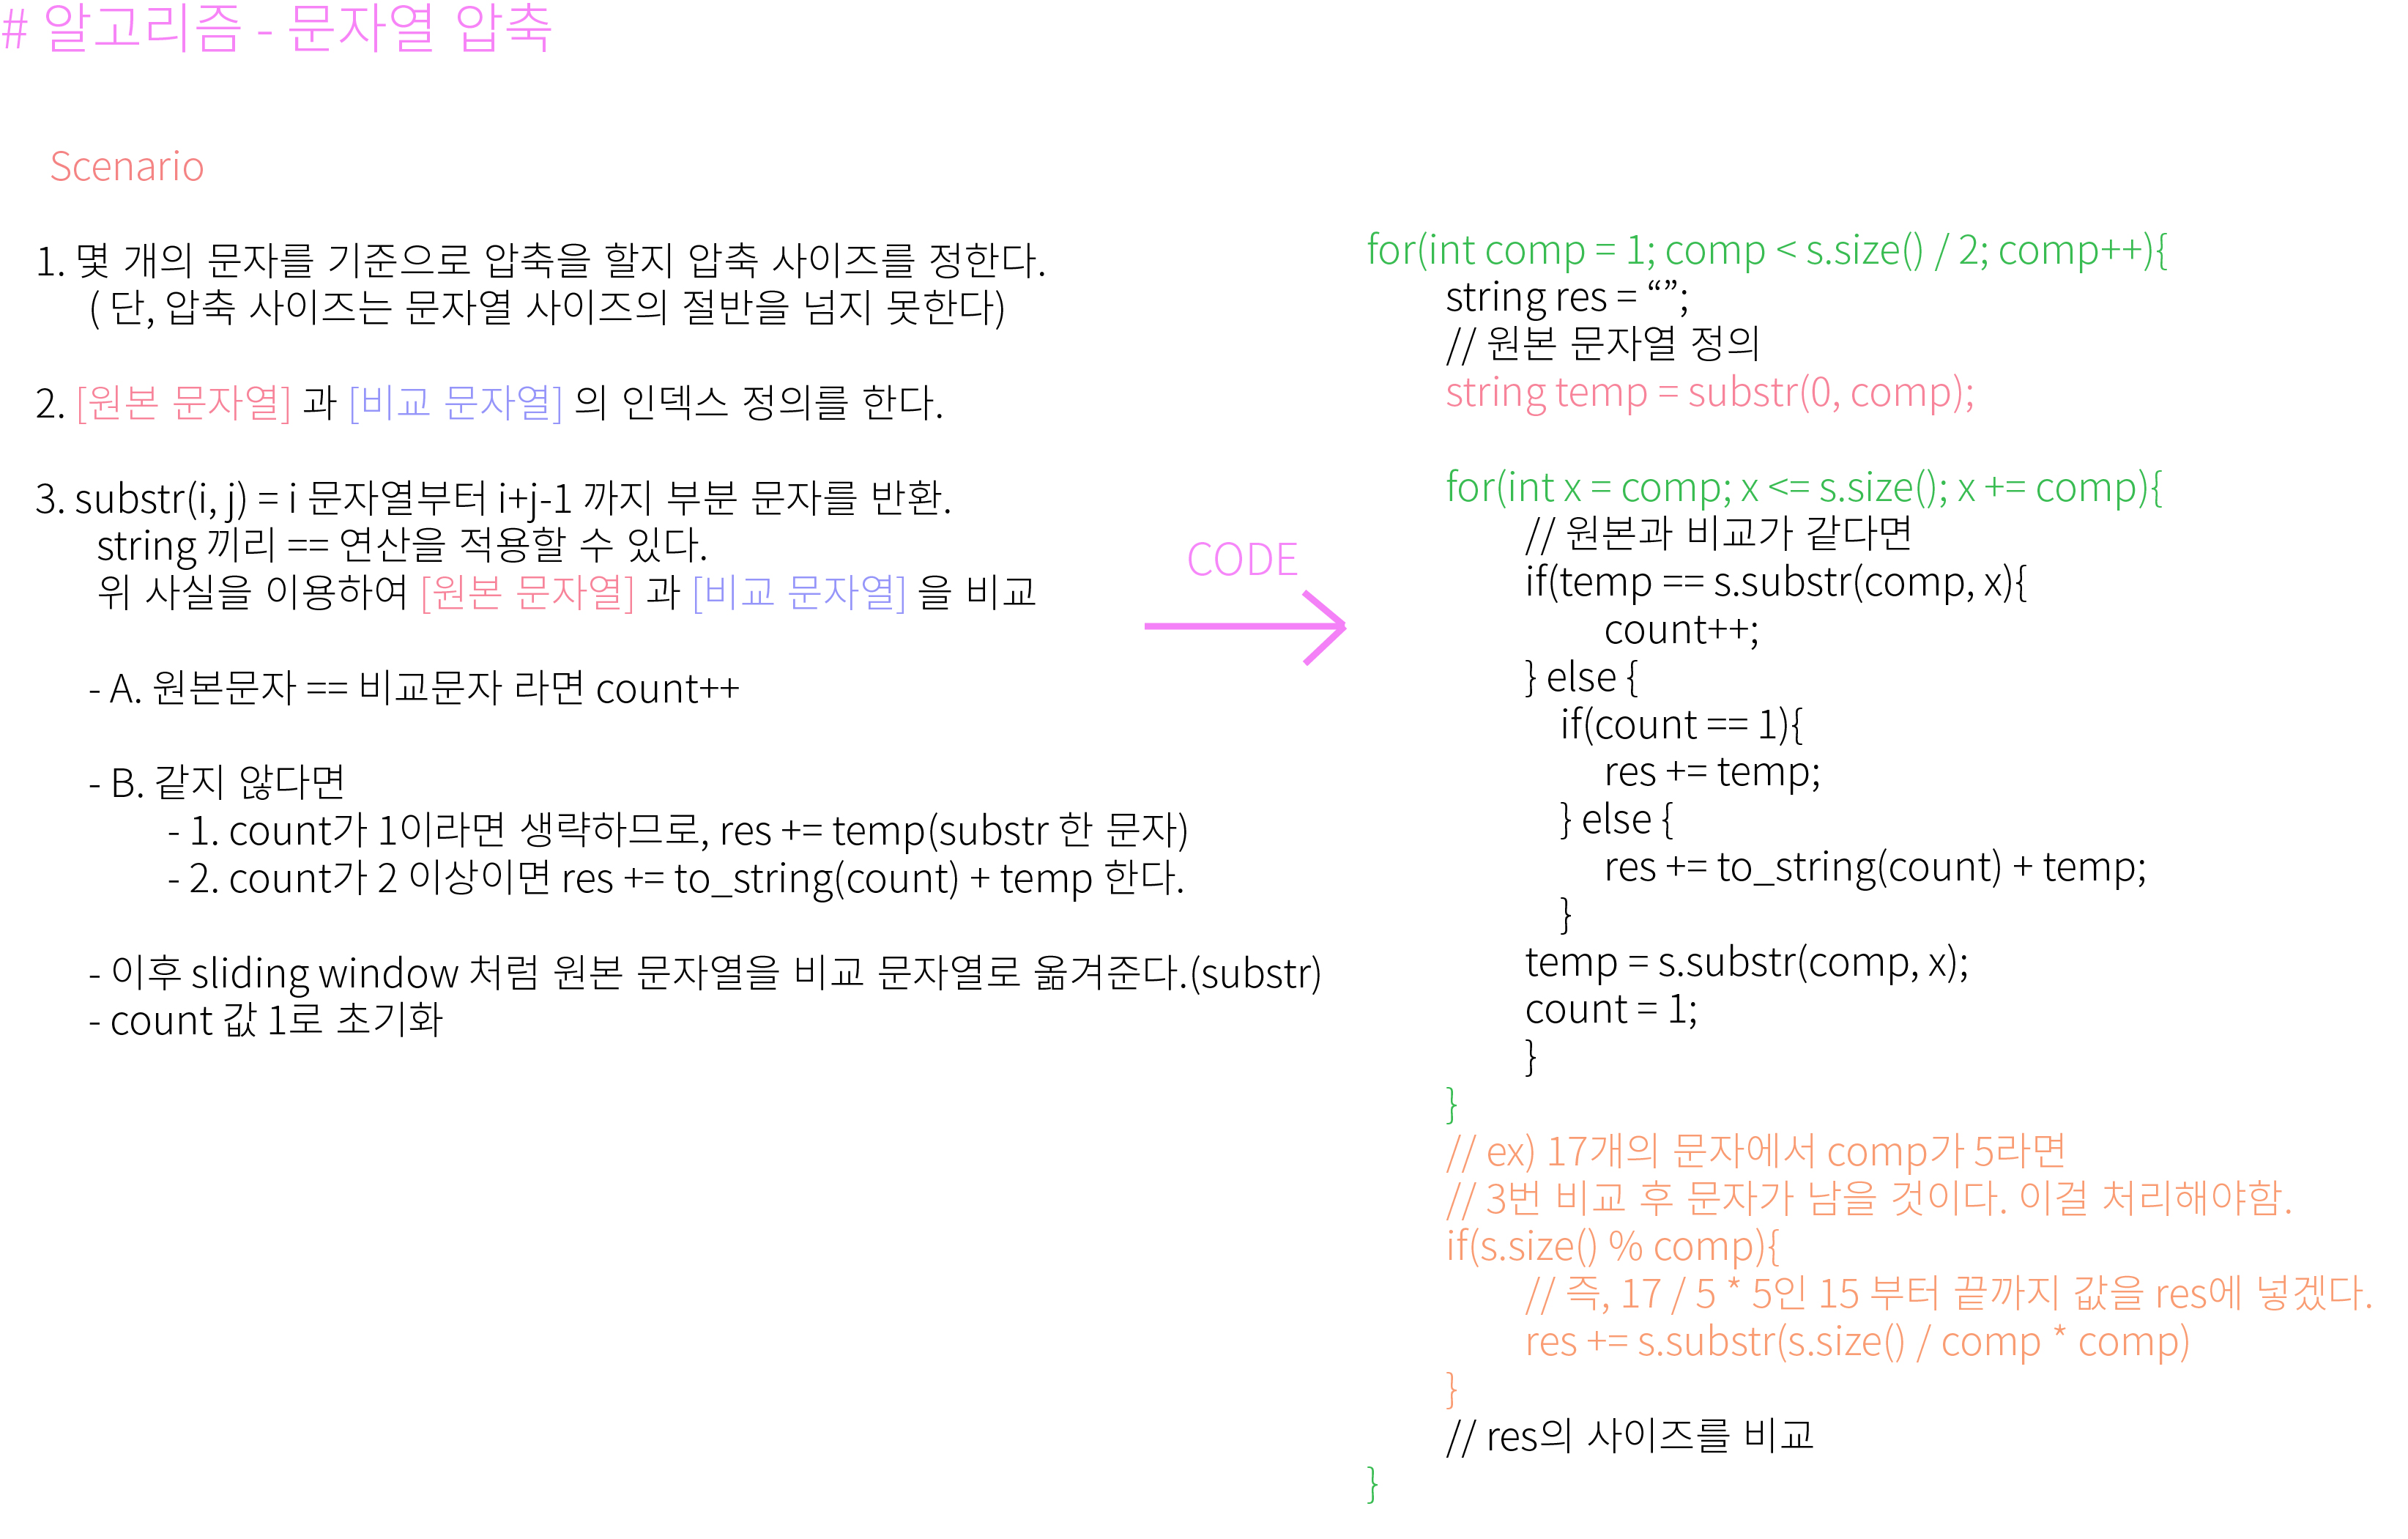 # 알고리즘 - 문자열 압축
Scenario
1. 몇 개의 문자를 기준으로 압축을 할지 압축 사이즈를 정한다.
( 단, 압축 사이즈는 문자열 사이즈의 절반을 넘지 못한다)
2. [원본 문자열] 과 [비교 문자열] 의 인덱스 정의를 한다.
3. substr(i, j) = i 문자열부터 i+j-1 까지 부분 문자를 반환.
string 끼리 == 연산을 적용할 수 있다.
위 사실을 이용하여 [원본 문자열] 과 [비교 문자열] 을 비교
- A. 원본문자 == 비교문자 라면 count++
- B. 같지 않다면
- 1. count가 1이라면 생략하므로, res += temp(substr 한 문자)
- 2. count가 2 이상이면 res += to_string(count) + temp 한다.
- 이후 sliding window 처럼 원본 문자열을 비교 문자열로 옮겨준다.(substr)
- count 값 1로 초기화
CODE
for(int comp = 1; comp < s.size() / 2; comp++){
string res = “”;
// 원본 문자열 정의
string temp = substr(0, comp);
for(int x = comp; x <= s.size(); x += comp){
// 원본과 비교가 같다면
if(temp == s.substr(comp, x){
count++;
} else {
if(count == 1){
res += temp;
} else {
res += to_string(count) + temp;
}
temp = s.substr(comp, x);
count = 1;
}
}
// ex) 17개의 문자에서 comp가 5라면
// 3번 비교 후 문자가 남을 것이다. 이걸 처리해야함.
if(s.size() % comp){
// 즉, 17 / 5 * 5인 15 부터 끝까지 값을 res에 넣겠다.
res += s.substr(s.size() / comp * comp)
}
// res의 사이즈를 비교
}